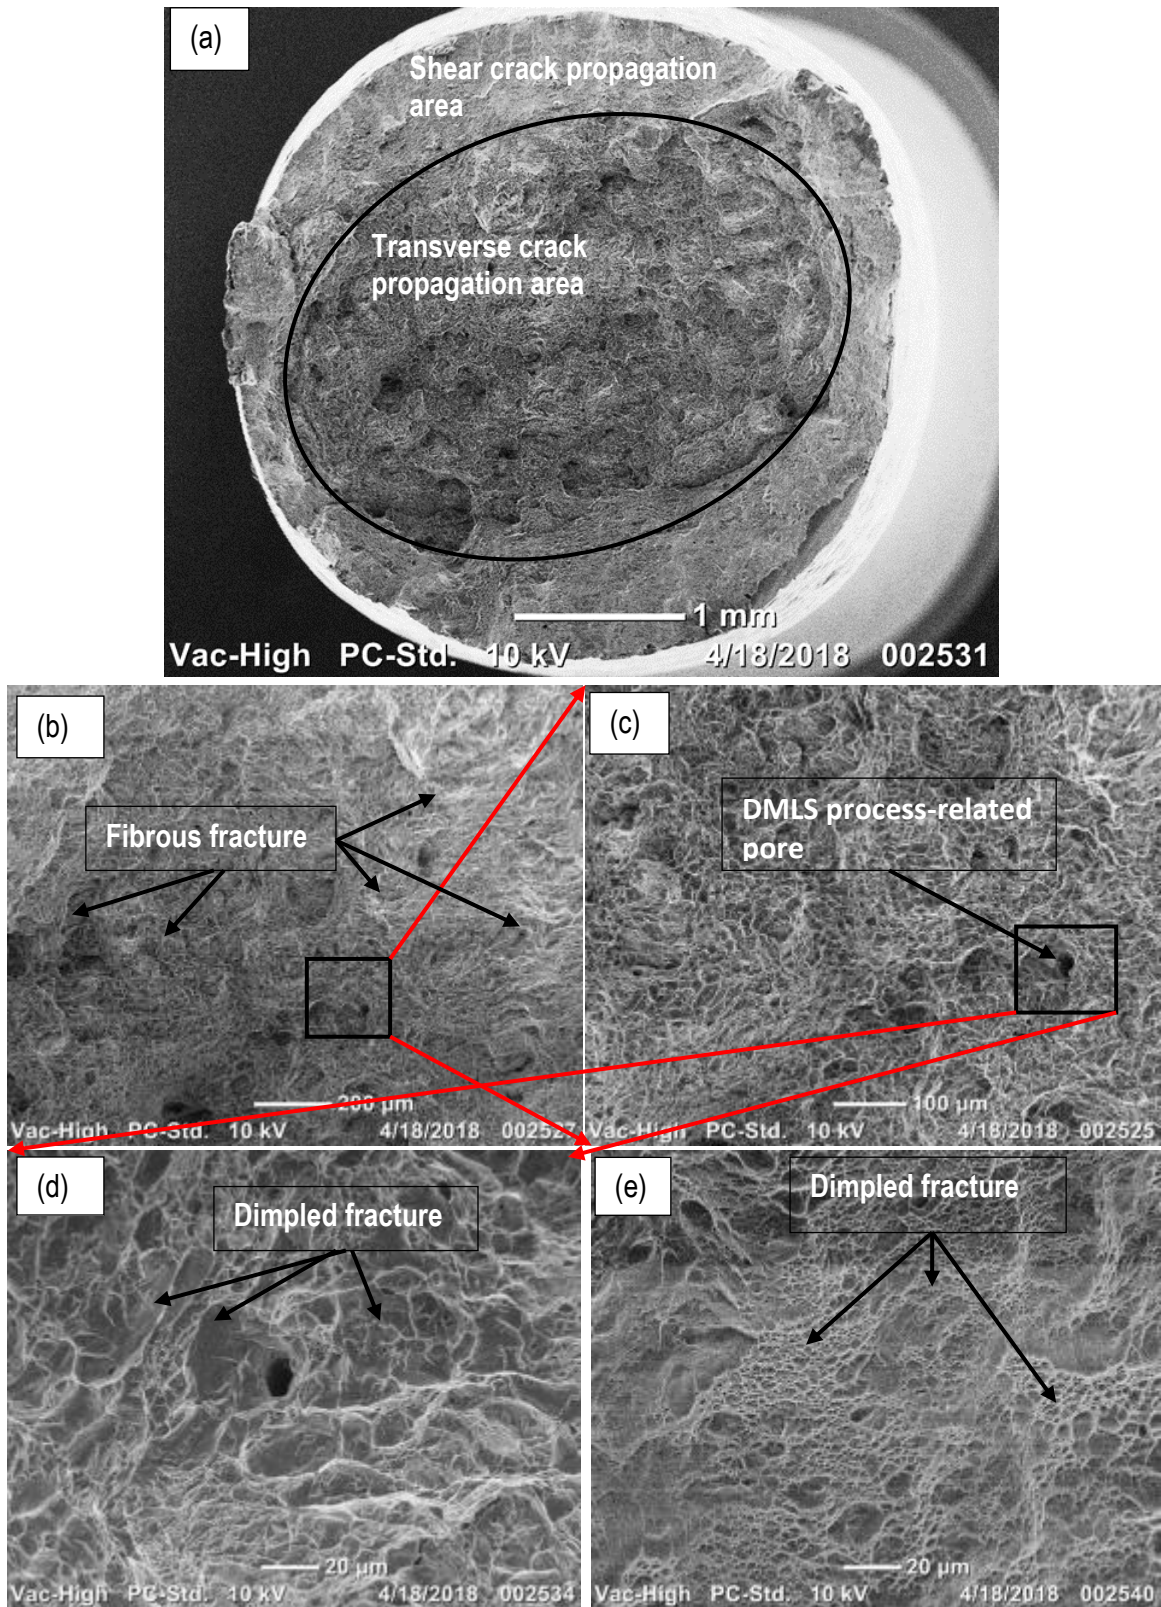 (a)
Shear crack propagation
area
Transverse crack
propagation area
1 mm
Vac-High PC-Std. 10 kV 4/18/2018 002531
(b)
Fibrous fracture
200 µm
Vac-High PC-Std. 10 kV 4/18/2018 002527
(c)
DMLS process-related
pore
100 µm
Vac-High PC-Std. 10 kV 4/18/2018 002525
(d)
Dimpled fracture
20 µm
Vac-High PC-Std. 10 kV 4/18/2018 002534
(e)
Dimpled fracture
20 µm
Vac-High PC-Std. 10 kV 4/18/2018 002540